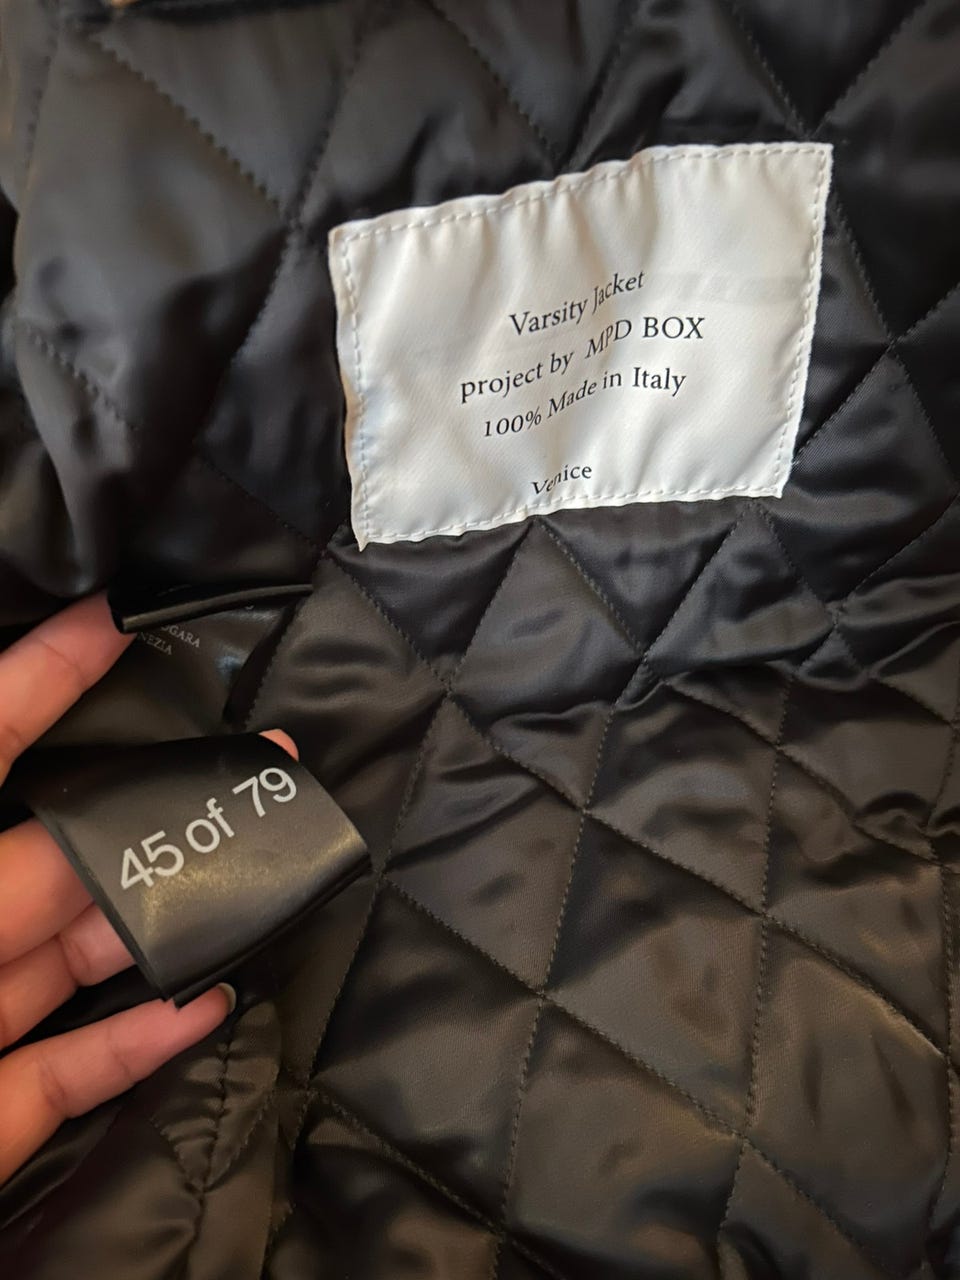 Varsity Jacket
project by MPD BOX
100% Made in Italy
Venice
45 of 79